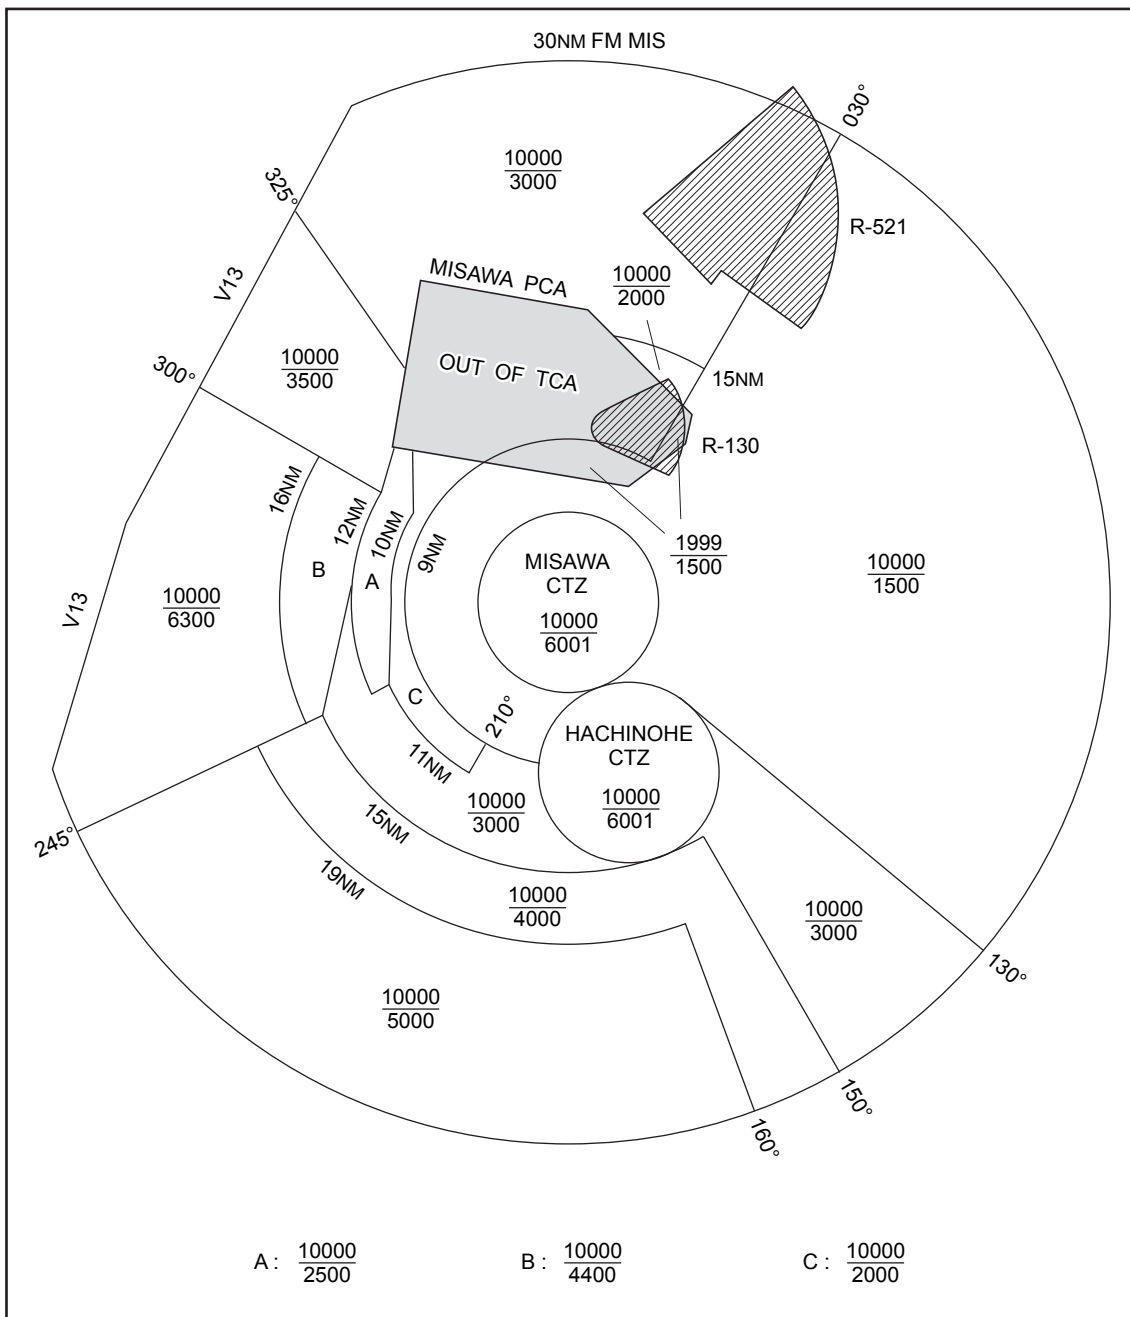 30NM FM MIS
030°
10000
3000
325°
R-521
MISAWA PCA
10000
2000
V13
OUT OF TCA
10000
3500
300°
15NM
R-130
16NM
12NM
10NM
9NM
1999
1500
MISAWA
CTZ
10000
6001
B
A
10000
1500
V13
10000
6300
C
210°
HACHINOHE
CTZ
10000
6001
11NM
10000
3000
15NM
245°
19NM
10000
4000
10000
3000
130°
10000
5000
150°
160°
A : 10000
2500
B : 10000
4400
C : 10000
2000